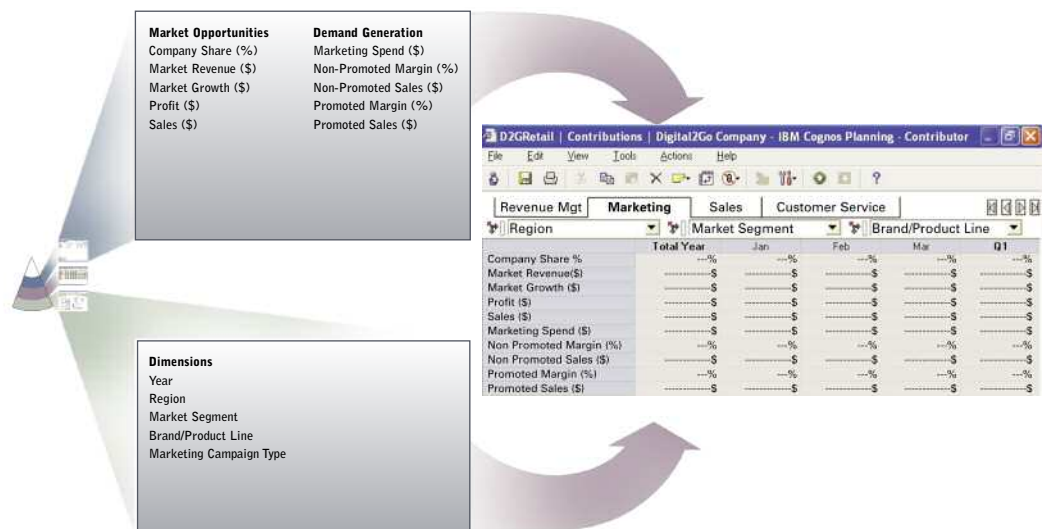 Market Opportunities
Company Share (%)
Market Revenue ($)
Market Growth ($)
Profit ($)
Sales ($)
Demand Generation
Marketing Spend ($)
Non-Promoted Margin (%)
Non-Promoted Sales ($)
Promoted Margin (%)
Promoted Sales ($)
D2GRetail | Contributions | Digital2Go Company - IBM Cognos Planning - Contributor
File Edit View Tools Actions Help
Revenue Mgt Marketing Sales Customer Service
Region Market Segment Brand/Product Line
Total Year Jan Feb Mar Q1
Company Share % ---% ---% ---% ---% ---%
Market Revenue($) ------------$ ------------$ ------------$ ------------$ ------------$
Market Growth ($) ------------$ ------------$ ------------$ ------------$ ------------$
Profit ($) ------------$ ------------$ ------------$ ------------$ ------------$
Sales ($) ------------$ ------------$ ------------$ ------------$ ------------$
Marketing Spend ($) ------------$ ------------$ ------------$ ------------$ ------------$
Non Promoted Margin (%) ---% ---% ---% ---% ---%
Non Promoted Sales ($) ------------$ ------------$ ------------$ ------------$ ------------$
Promoted Margin (%) ---% ---% ---% ---% ---%
Promoted Sales ($) ------------$ ------------$ ------------$ ------------$ ------------$
Dimensions
Year
Region
Market Segment
Brand/Product Line
Marketing Campaign Type